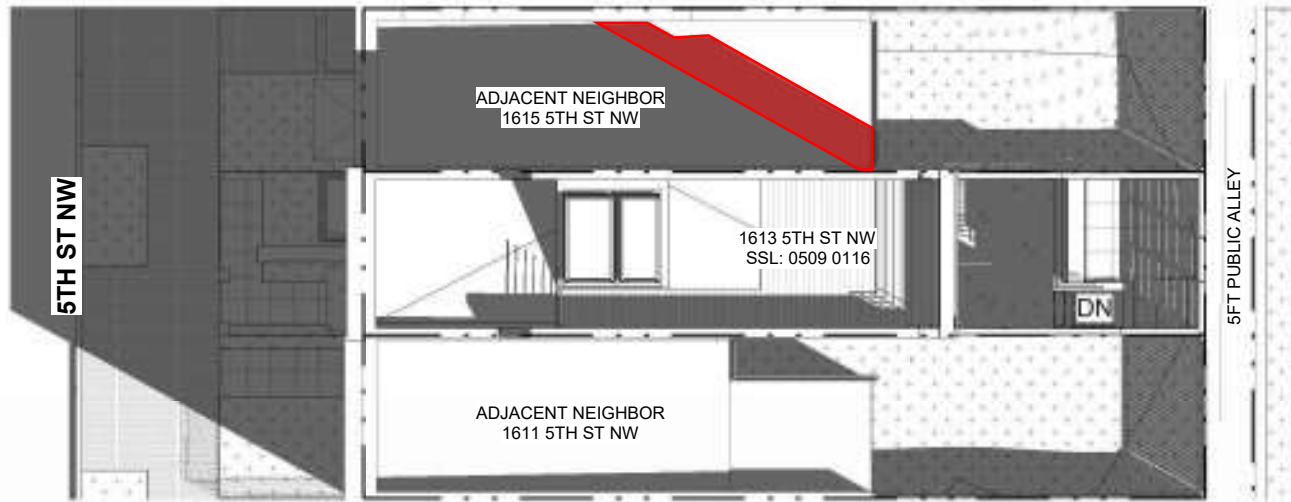 5TH ST NW
ADJACENT NEIGHBOR
1615 5TH ST NW
1613 5TH ST NW
SSL: 0509 0116
DN
ADJACENT NEIGHBOR
1611 5TH ST NW
5FT PUBLIC ALLEY